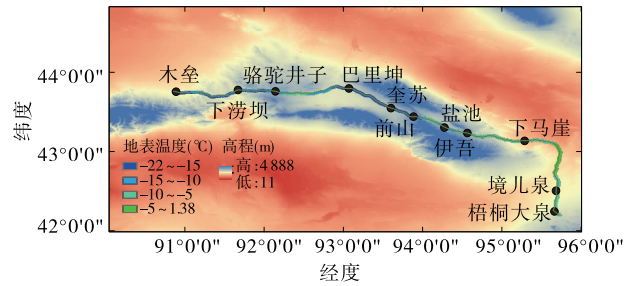 44°0'0"
43°0'0"
42°0'0"
纬度
木垒
骆驼井子
巴里坤
下涝坝
奎苏
前山
盐池
伊吾
下马崖
境儿泉
梧桐大泉
地表温度(℃) 高程(m)
-22～-15 高:4 888
-15～-10 低:11
-10～-5
-5～1.38
91°0'0" 92°0'0" 93°0'0" 94°0'0" 95°0'0" 96°0'0"
经度